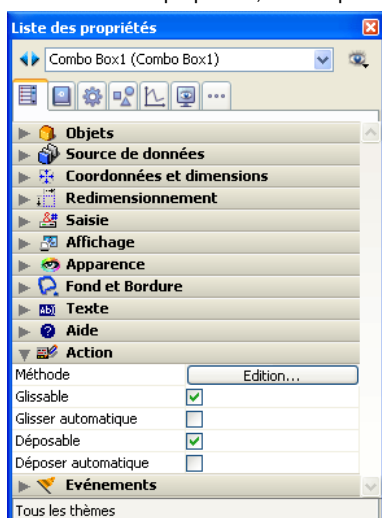 Liste des propriétés
Combo Box1 (Combo Box1)
Objets
Source de données
Coordonnées et dimensions
Redimensionnement
Saisie
Affichage
Apparence
Fond et Bordure
Texte
Aide
Action
Méthode Edition...
Glissable
Glisser automatique
Déposable
Déposer automatique
Evénements
Tous les thèmes